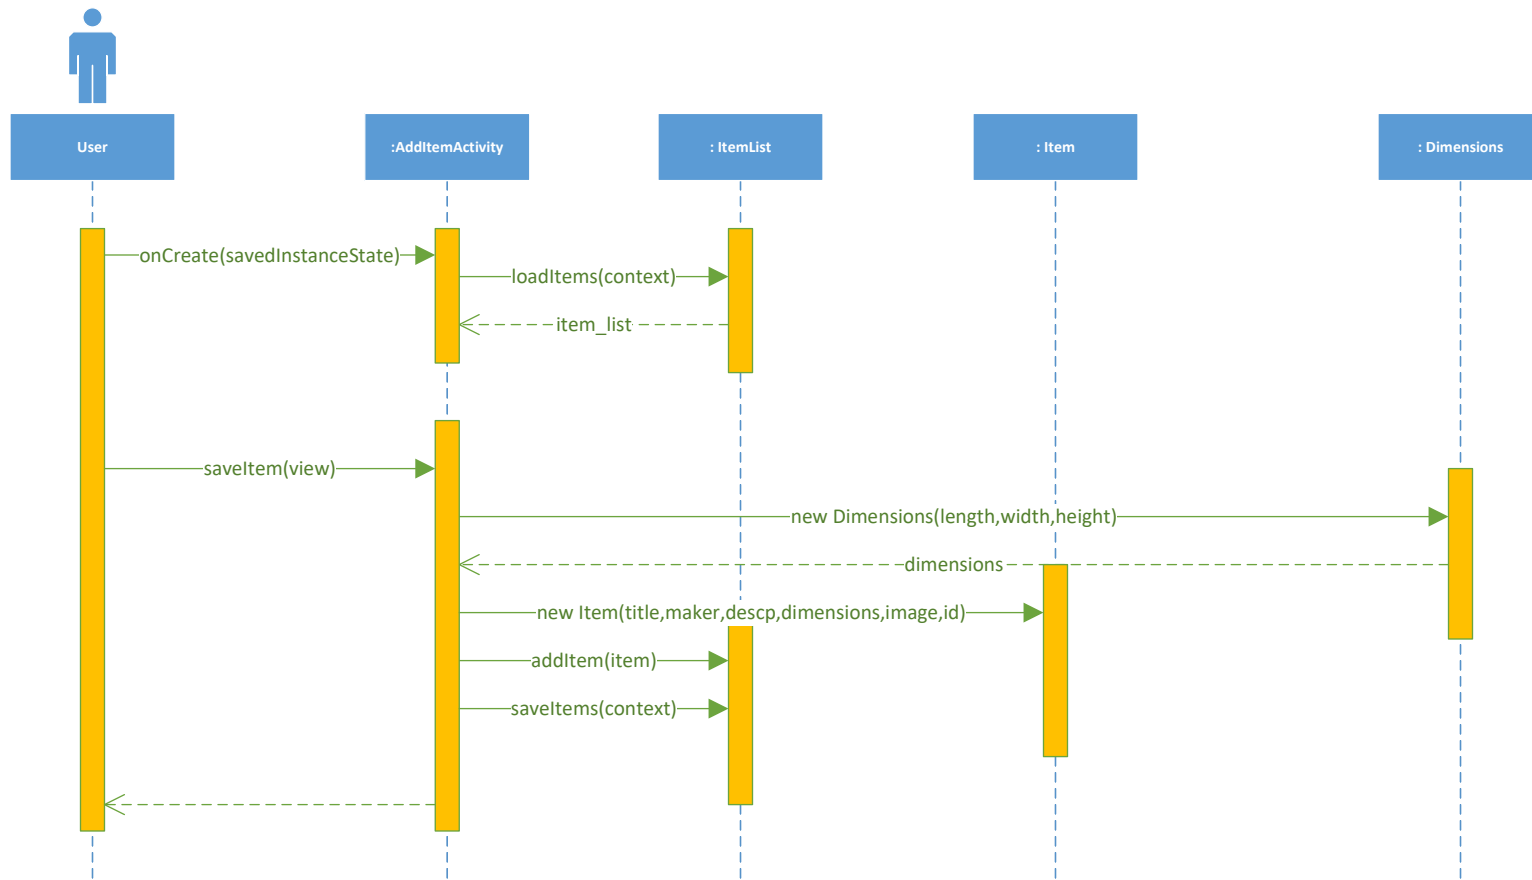 User
:AddItemActivity
: ItemList
: Item
: Dimensions
onCreate(savedInstanceState)
loadItems(context)
item_list
saveItem(view)
new Dimensions(length,width,height)
dimensions
new Item(title,maker,descp,dimensions,image,id)
addItem(item)
saveItems(context)